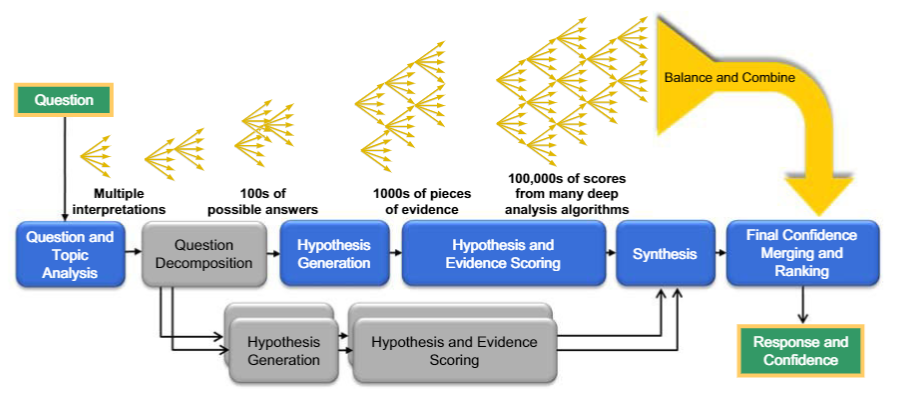 Balance and Combine
Question
Multiple
interpretations
100s of
possible answers
1000s of pieces
of evidence
100,000s of scores
from many deep
analysis algorithms
Question and
Topic
Analysis
Question
Decomposition
Hypothesis
Generation
Hypothesis and
Evidence Scoring
Synthesis
Final Confidence
Merging and
Ranking
Hypothesis
Generation
Hypothesis and Evidence
Scoring
Response and
Confidence